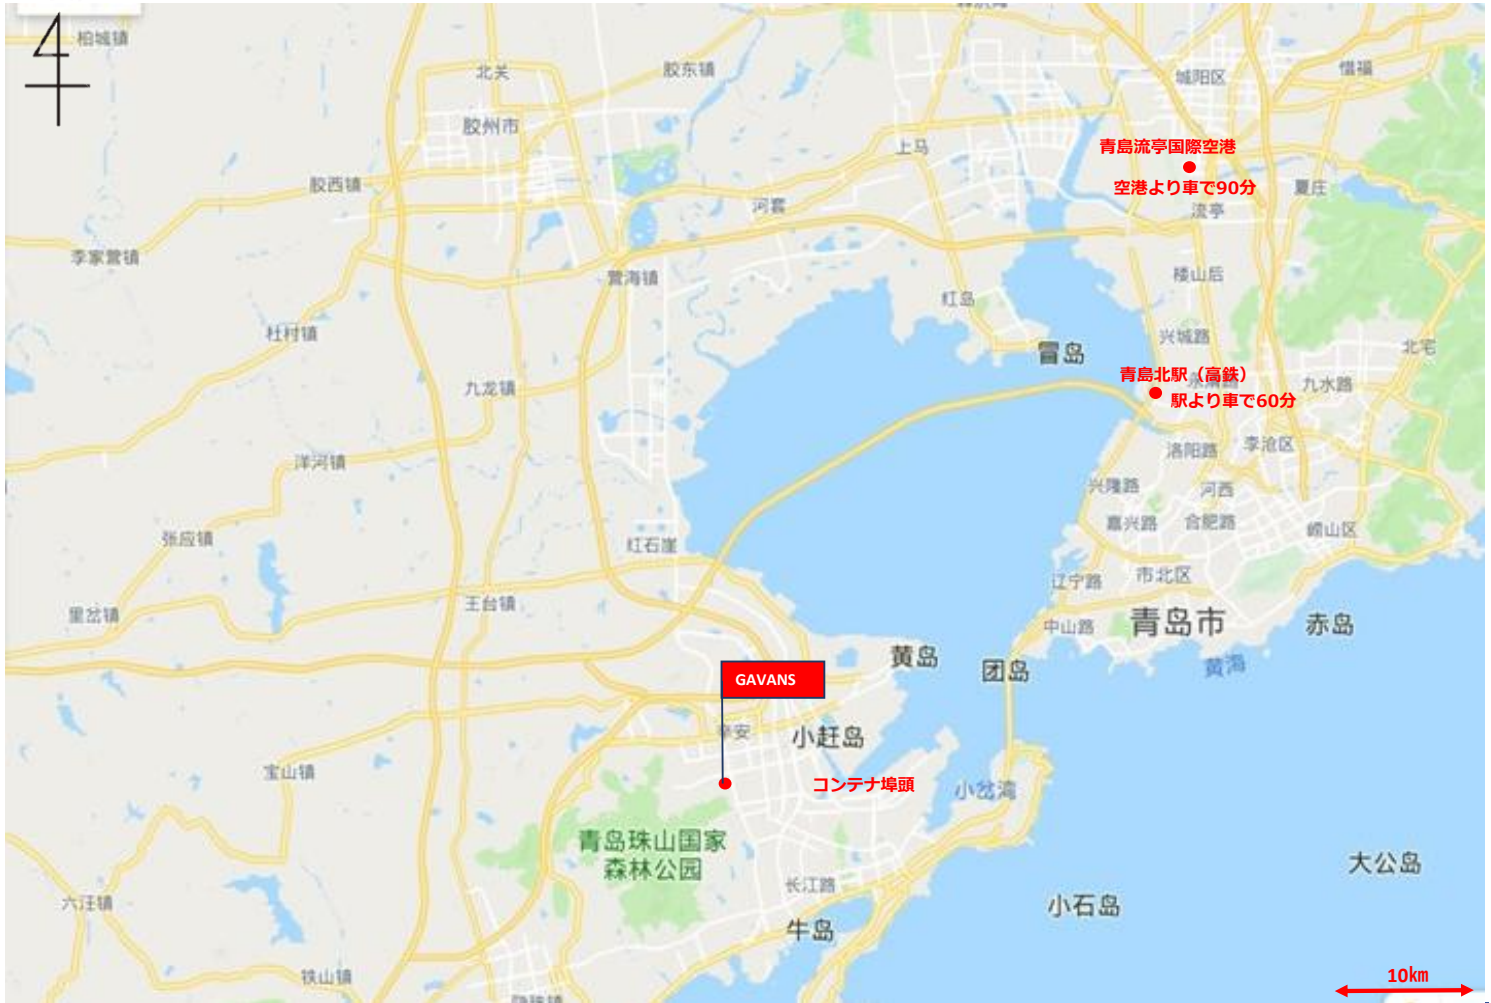 柏城镇
北关
胶东镇
城阳区
惜福
胶州市
上马
青島流亭国際空港
空港より車で90分
胶西镇
河套
夏庄
流亭
李家营镇
营海镇
楼山后
红岛
杜村镇
兴城路
冒岛
北宅
青島北駅（高鉄）
九龙镇
九水路
駅より車で60分
李沧区
洛阳路
洋河镇
兴隆路
河西
嘉兴路
合肥路
崂山区
张应镇
红石崖
辽宁路
市北区
王台镇
里岔镇
中山路
青岛市
赤岛
黄岛
团岛
黄海
GAVANS
辛安
小赶岛
宝山镇
コンテナ埠頭
小岔湾
青岛珠山国家
森林公园
大公岛
长江路
六汪镇
小石岛
牛岛
铁山镇
10km